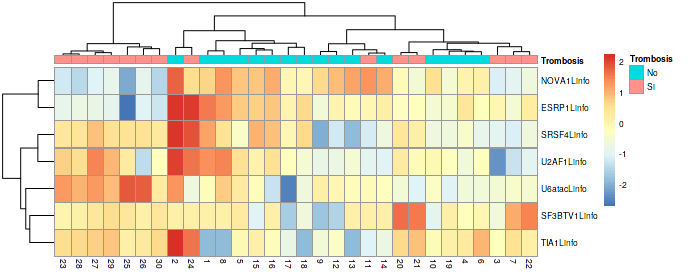 Trombosis
Trombosis
No
SI
2
1
0
-1
-2
NOVA1Linfo
ESRP1Linfo
SRSF4Linfo
U2AF1Linfo
U6atacLinfo
SF3BTV1Linfo
TIA1Linfo
23 28 27 29 25 26 30 2 24 1 8 5 15 16 17 18 9 12 13 11 14 20 21 10 19 4 6 3 7 22